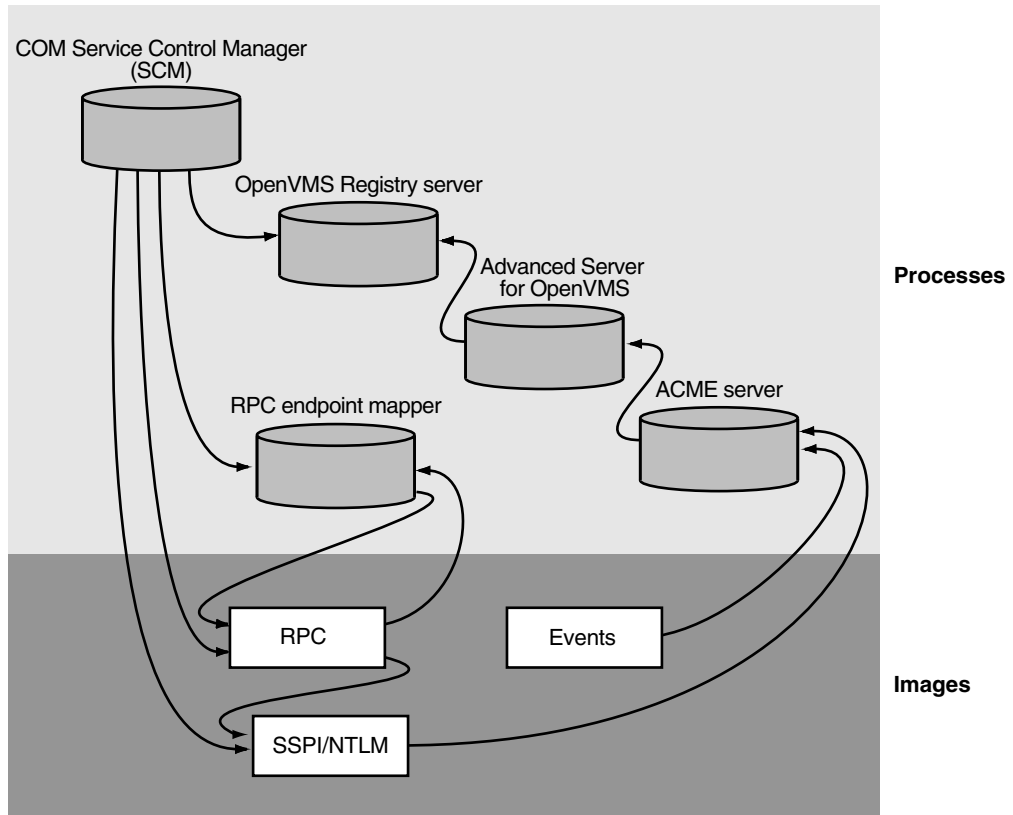 COM Service Control Manager
(SCM)
OpenVMS Registry server
Advanced Server
for OpenVMS
Processes
ACME server
RPC endpoint mapper
RPC
Events
Images
SSPI/NTLM